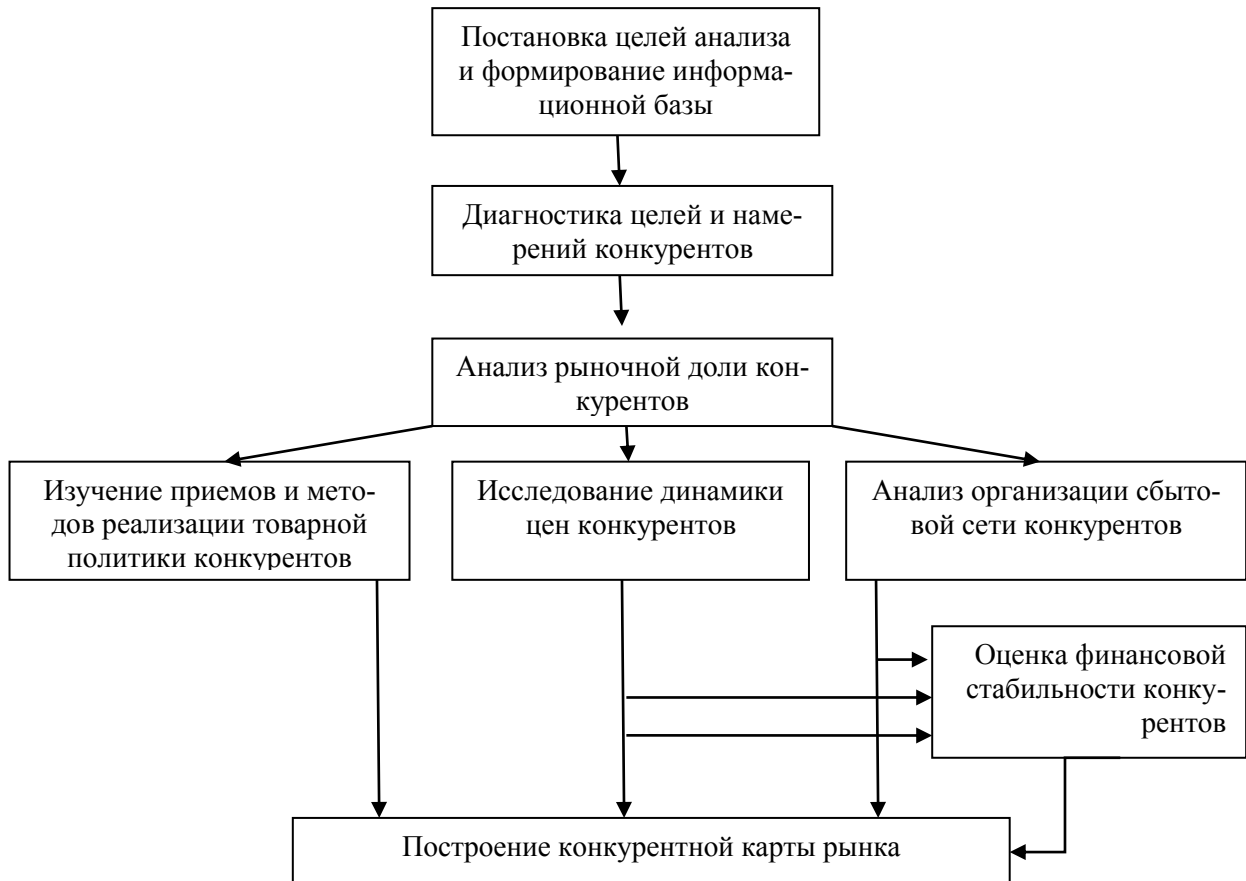 Постановка целей анализа
и формирование информа-
ционной базы
Диагностика целей и наме-
рений конкурентов
Анализ рыночной доли кон-
курентов
Изучение приемов и мето-
дов реализации товарной
политики конкурентов
Исследование динамики
цен конкурентов
Анализ организации сбыто-
вой сети конкурентов
Оценка финансовой
стабильности конку-
рентов
Построение конкурентной карты рынка